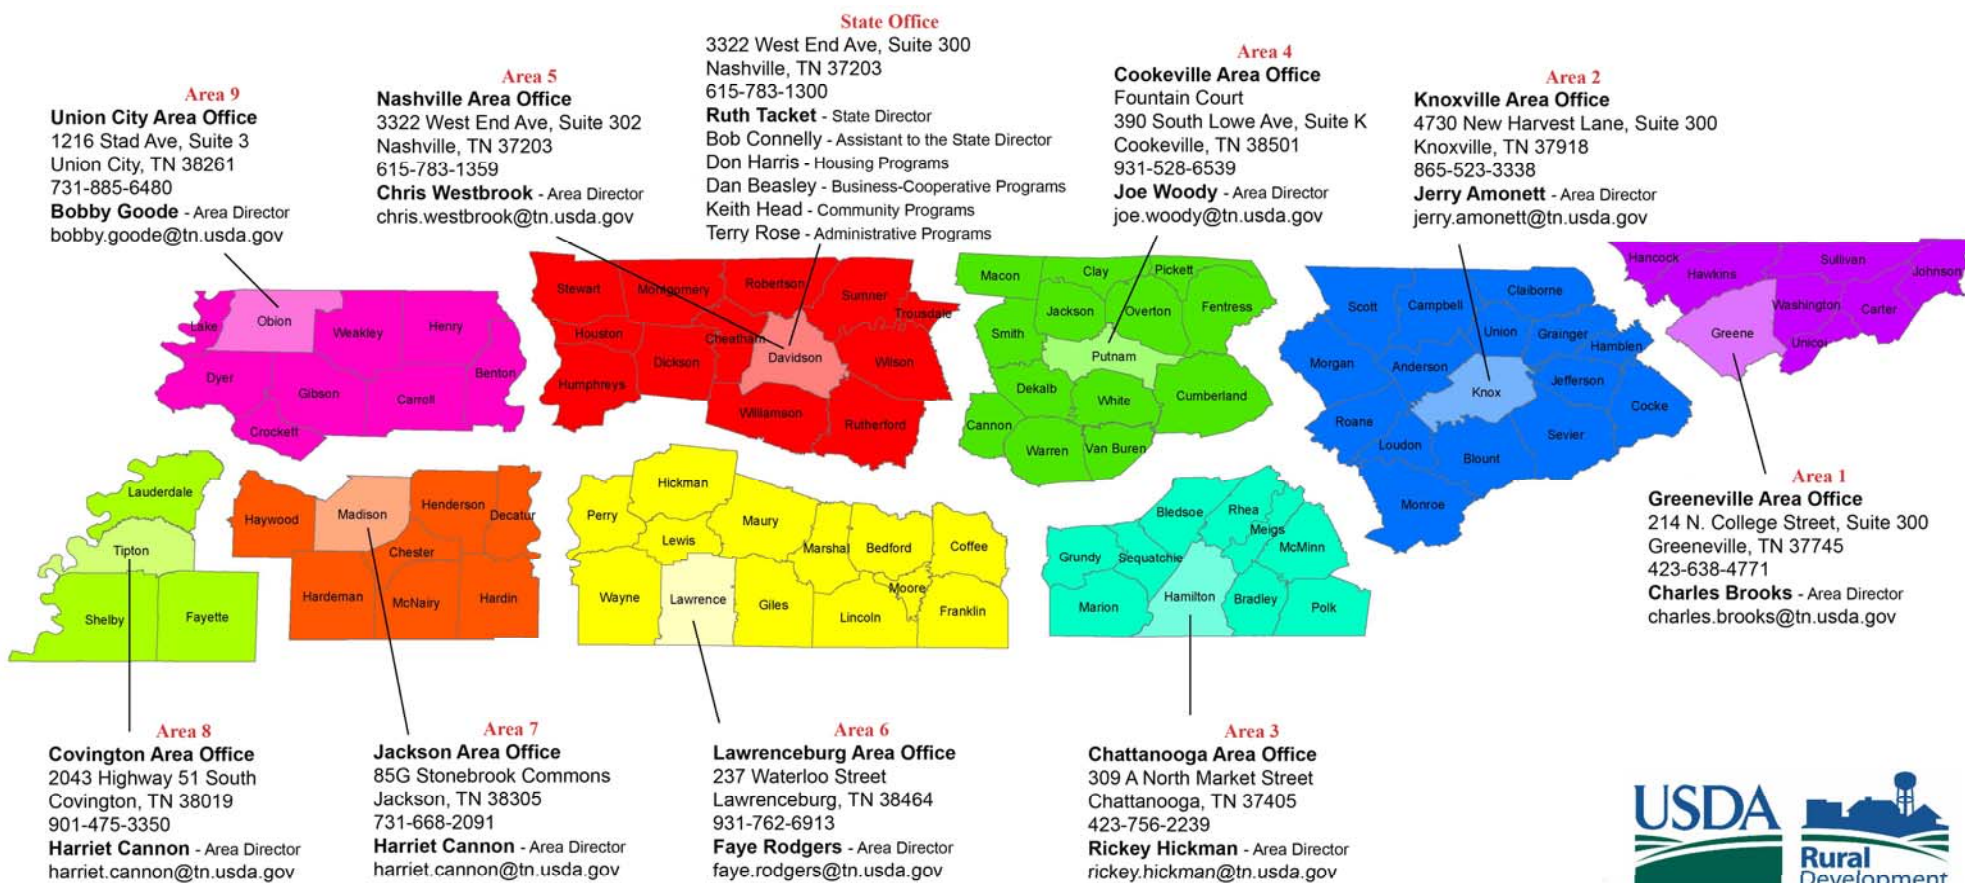 State Office
3322 West End Ave, Suite 300
Nashville, TN 37203
615-783-1300
Ruth Tacket - State Director
Bob Connelly - Assistant to the State Director
Don Harris - Housing Programs
Dan Beasley - Business-Cooperative Programs
Keith Head - Community Programs
Terry Rose - Administrative Programs
Area 9
Union City Area Office
1216 Stad Ave, Suite 3
Union City, TN 38261
731-885-6480
Bobby Goode - Area Director
bobby.goode@tn.usda.gov
Area 5
Nashville Area Office
3322 West End Ave, Suite 302
Nashville, TN 37203
615-783-1359
Chris Westbrook - Area Director
chris.westbrook@tn.usda.gov
Area 4
Cookeville Area Office
Fountain Court
390 South Lowe Ave, Suite K
Cookeville, TN 38501
931-528-6539
Joe Woody - Area Director
joe.woody@tn.usda.gov
Area 2
Knoxville Area Office
4730 New Harvest Lane, Suite 300
Knoxville, TN 37918
865-523-3338
Jerry Amonett - Area Director
jerry.amonett@tn.usda.gov
Lake
Obion
Weakley
Henry
Dyer
Gibson
Carroll
Benton
Crockett
Stewart
Montgomery
Robertson
Sumner
Trousdale
Houston
Dickson
Cheatham
Davidson
Wilson
Humphreys
Williamson
Rutherford
Macon
Clay
Pickett
Jackson
Overton
Fentress
Smith
Putnam
Dekalb
White
Cumberland
Cannon
Warren
Van Buren
Scott
Campbell
Claiborne
Union
Grainger
Hamblen
Morgan
Anderson
Knox
Jefferson
Cocke
Roane
Loudon
Blount
Sevier
Monroe
Hancock
Hawkins
Sullivan
Johnson
Washington
Carter
Greene
Unicoi
Lauderdale
Tipton
Shelby
Fayette
Haywood
Madison
Henderson
Decatur
Chester
Hardeman
McNairy
Hardin
Hickman
Perry
Lewis
Maury
Marshal
Bedford
Coffee
Wayne
Lawrence
Giles
Lincoln
Moore
Franklin
Bledsoe
Rhea
Meigs
McMinn
Grundy
Sequatchie
Marion
Hamilton
Bradley
Polk
Area 1
Greeneville Area Office
214 N. College Street, Suite 300
Greeneville, TN 37745
423-638-4771
Charles Brooks - Area Director
charles.brooks@tn.usda.gov
Area 8
Covington Area Office
2043 Highway 51 South
Covington, TN 38019
901-475-3350
Harriet Cannon - Area Director
harriet.cannon@tn.usda.gov
Area 7
Jackson Area Office
85G Stonebrook Commons
Jackson, TN 38305
731-668-2091
Harriet Cannon - Area Director
harriet.cannon@tn.usda.gov
Area 6
Lawrenceburg Area Office
237 Waterloo Street
Lawrenceburg, TN 38464
931-762-6913
Faye Rodgers - Area Director
faye.rodgers@tn.usda.gov
Area 3
Chattanooga Area Office
309 A North Market Street
Chattanooga, TN 37405
423-756-2239
Rickey Hickman - Area Director
rickey.hickman@tn.usda.gov
USDA
Rural
Development